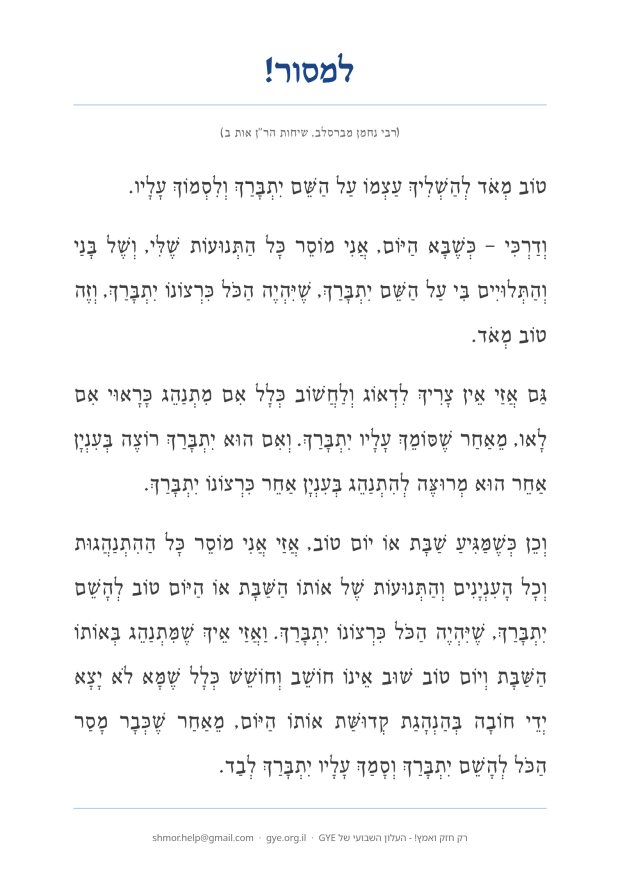 למסור!
(רבי נחמן מברסלב. שיחות הר"ן אות ב)
טוֹב מְאֹד לְהַשְׁלִיךְ עַצְמוֹ עַל הַשֵּׁם יִתְבָּרַךְ וְלִסְמוֹךְ עָלָיו.
וְדַרְכִּי – כְּשֶׁבָּא הַיּוֹם, אֲנִי מוֹסֵר כָּל הַתְּנוּעוֹת שֶׁלִּי, וְשֶׁל בָּנַי
וְהַתְּלוּיִים בִּי עַל הַשֵּׁם יִתְבָּרַךְ, שֶׁיִּהְיֶה הַכֹּל כִּרְצוֹנוֹ יִתְבָּרַךְ, וְזֶה
טוֹב מְאֹד.
גַּם אֲזַי אֵין צָרִיךְ לִדְאוֹג וְלַחֲשׁוֹב כְּלָל אִם מִתְנַהֵג כָּרָאוּי אִם
לָאו, מֵאַחַר שֶׁסּוֹמֵךְ עָלָיו יִתְבָּרַךְ. וְאִם הוּא יִתְבָּרַךְ רוֹצֶה בְּעִנְיָן
אַחֵר הוּא מְרוּצֶה לְהִתְנַהֵג בְּעִנְיָן אַחֵר כִּרְצוֹנוֹ יִתְבָּרַךְ.
וְכֵן כְּשֶׁמַּגִּיעַ שַׁבָּת אוֹ יוֹם טוֹב, אֲזַי אֲנִי מוֹסֵר כָּל הַהִתְנַהֲגוּת
וְכָל הָעִנְיָנִים וְהַתְּנוּעוֹת שֶׁל אוֹתוֹ הַשַּׁבָּת אוֹ הַיּוֹם טוֹב לְהַשֵּׁם
יִתְבָּרַךְ, שֶׁיִּהְיֶה הַכֹּל כִּרְצוֹנוֹ יִתְבָּרַךְ. וַאֲזַי אֵיךְ שֶׁמִּתְנַהֵג בְּאוֹתוֹ
הַשַּׁבָּת וְיוֹם טוֹב שׁוּב אֵינוֹ חוֹשֵׁב וְחוֹשֵׁשׁ כְּלָל שֶׁמָּא לֹא יָצָא
יְדֵי חוֹבָה בְּהַנְהָגַת קְדוּשַּׁת אוֹתוֹ הַיּוֹם, מֵאַחַר שֶׁכְּבָר מָסַר
הַכֹּל לְהַשֵּׁם יִתְבָּרַךְ וְסָמַךְ עָלָיו יִתְבָּרַךְ לְבַד.
רק חזק ואמץ! - העלון השבועי של GYE · gye.org.il · shmor.help@gmail.com